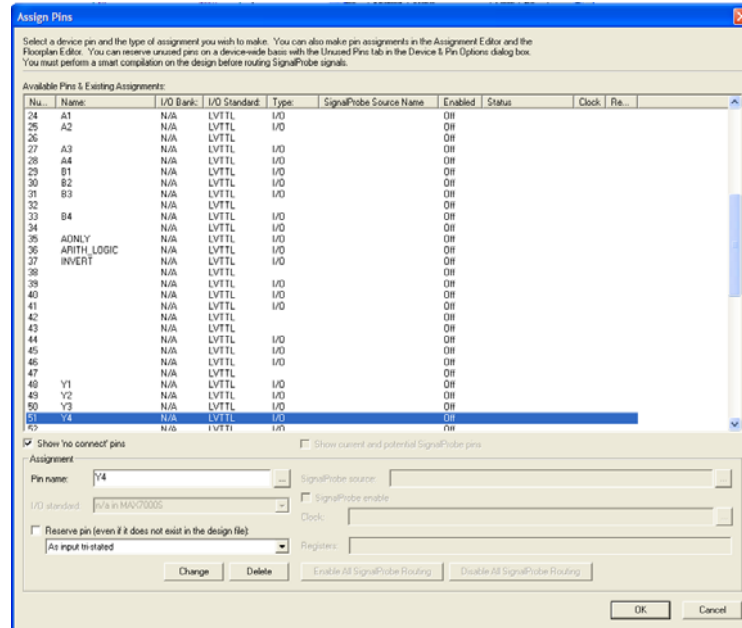 Assign Pins
Select a device pin and the type of assignment you wish to make. You can also make pin assignments in the Assignment Editor and the
Floorplan Editor. You can reserve unused pins on a device-wide basis with the Unused Pins tab in the Device & Pin Options dialog box.
You must perform a smart compilation on the design before routing SignalProbe signals.
Available Pins & Existing Assignments:
Nu... Name: I/O Bank: I/O Standard: Type: SignalProbe Source Name Enabled Status Clock Re...
24 A1 N/A LVTTL I/O Off
25 A2 N/A LVTTL I/O Off
26 N/A LVTTL Off
27 A3 N/A LVTTL I/O Off
28 A4 N/A LVTTL I/O Off
29 B1 N/A LVTTL I/O Off
30 B2 N/A LVTTL I/O Off
31 B3 N/A LVTTL I/O Off
32 N/A LVTTL Off
33 B4 N/A LVTTL I/O Off
34 N/A LVTTL I/O Off
35 AONLY N/A LVTTL I/O Off
36 ARITH_LOGIC N/A LVTTL I/O Off
37 INVERT N/A LVTTL I/O Off
38 N/A LVTTL Off
39 N/A LVTTL I/O Off
40 N/A LVTTL I/O Off
41 N/A LVTTL I/O Off
42 N/A LVTTL Off
43 N/A LVTTL Off
44 N/A LVTTL I/O Off
45 N/A LVTTL I/O Off
46 N/A LVTTL I/O Off
47 N/A LVTTL Off
48 Y1 N/A LVTTL I/O Off
49 Y2 N/A LVTTL I/O Off
50 Y3 N/A LVTTL I/O Off
51 Y4 N/A LVTTL I/O Off
52 N/A LVTTL I/O Off
Show 'no connect' pins Show current and potential SignalProbe pins
Assignment
Pin name: Y4 ... SignalProbe source: ...
I/O standard: n/a in MAX7000S SignalProbe enable
Clock: ...
Reserve pin (even if it does not exist in the design file):
As input tri-stated Registers:
Change Delete Enable All SignalProbe Routing Disable All SignalProbe Routing
OK Cancel